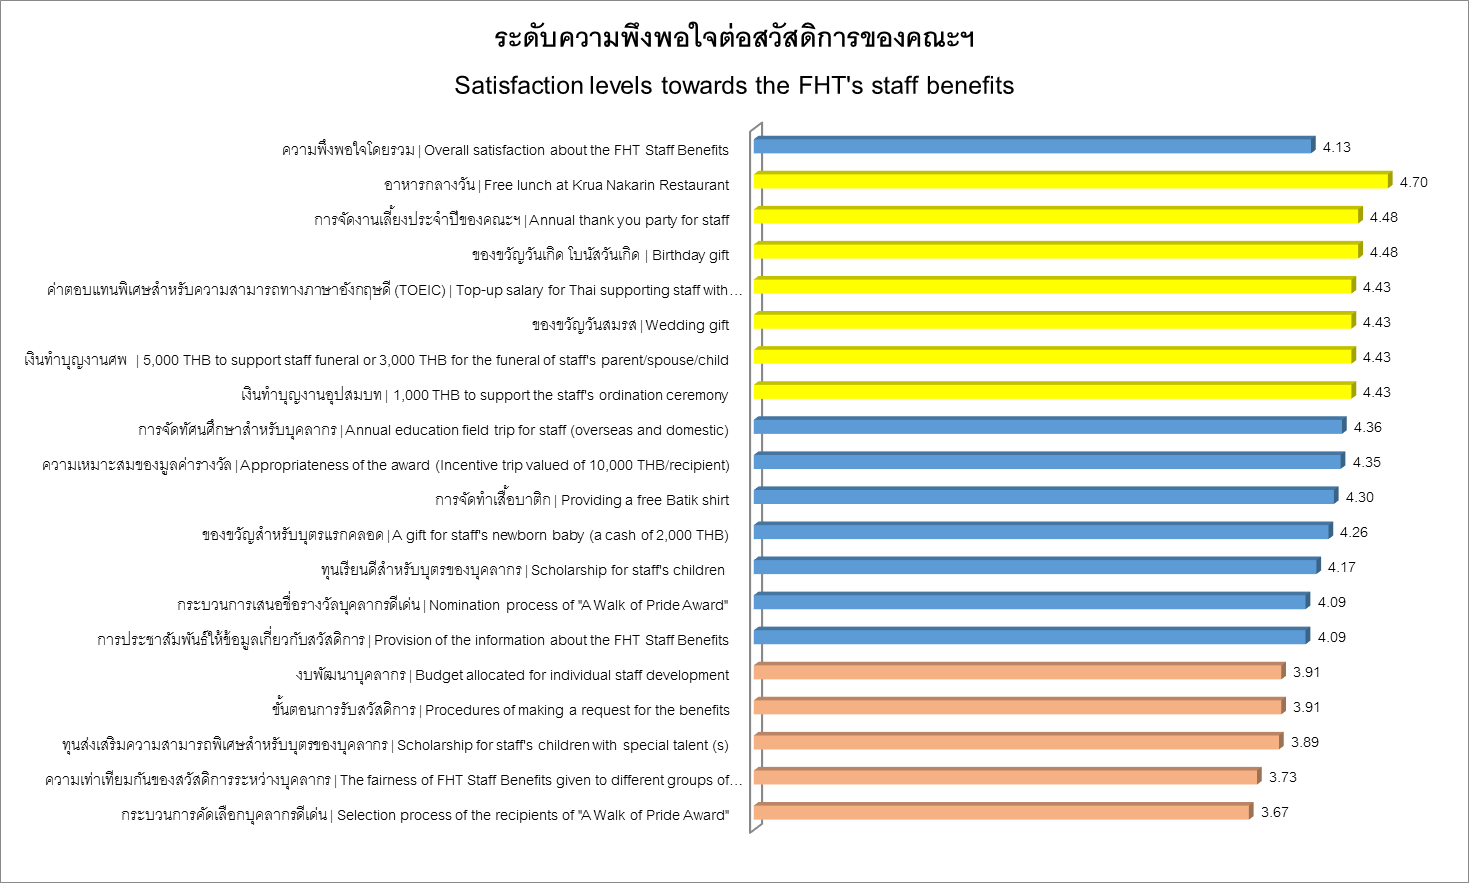 ระดับความพึงพอใจต่อสวัสดิการของคณะฯ
Satisfaction levels towards the FHT's staff benefits
ความพึงพอใจโดยรวม | Overall satisfaction about the FHT Staff Benefits 4.13
อาหารกลางวัน | Free lunch at Krua Nakarin Restaurant 4.70
การจัดงานเลี้ยงประจำปีของคณะฯ | Annual thank you party for staff 4.48
ของขวัญวันเกิด โบนัสวันเกิด | Birthday gift 4.48
ค่าตอบแทนพิเศษสำหรับความสามารถทางภาษาอังกฤษดี (TOEIC) | Top-up salary for Thai supporting staff with… 4.43
ของขวัญวันสมรส | Wedding gift 4.43
เงินทำบุญงานศพ | 5,000 THB to support staff funeral or 3,000 THB for the funeral of staff's parent/spouse/child 4.43
เงินทำบุญงานอุปสมบท | 1,000 THB to support the staff's ordination ceremony 4.43
การจัดทัศนศึกษาสำหรับบุคลากร | Annual education field trip for staff (overseas and domestic) 4.36
ความเหมาะสมของมูลค่ารางวัล | Appropriateness of the award (Incentive trip valued of 10,000 THB/recipient) 4.35
การจัดทำเสื้อบาติก | Providing a free Batik shirt 4.30
ของขวัญสำหรับบุตรแรกคลอด | A gift for staff's newborn baby (a cash of 2,000 THB) 4.26
ทุนเรียนดีสำหรับบุตรของบุคลากร | Scholarship for staff's children 4.17
กระบวนการเสนอชื่อรางวัลบุคลากรดีเด่น | Nomination process of "A Walk of Pride Award" 4.09
การประชาสัมพันธ์ให้ข้อมูลเกี่ยวกับสวัสดิการ | Provision of the information about the FHT Staff Benefits 4.09
งบพัฒนาบุคลากร | Budget allocated for individual staff development 3.91
ขั้นตอนการรับสวัสดิการ | Procedures of making a request for the benefits 3.91
ทุนส่งเสริมความสามารถพิเศษสำหรับบุตรของบุคลากร | Scholarship for staff's children with special talent (s) 3.89
ความเท่าเทียมกันของสวัสดิการระหว่างบุคลากร | The fairness of FHT Staff Benefits given to different groups of… 3.73
กระบวนการคัดเลือกบุคลากรดีเด่น | Selection process of the recipients of "A Walk of Pride Award" 3.67